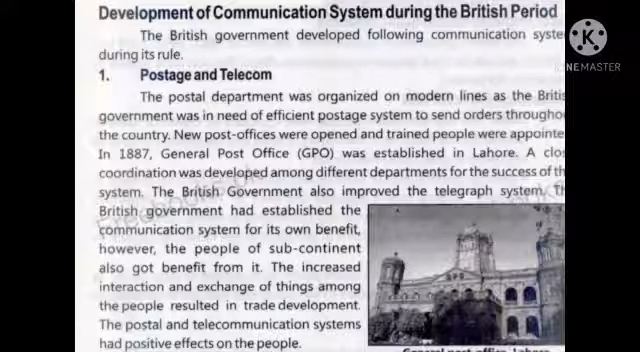 Development of Communication System during the British Period
The British government developed following communication
during its rule.
KINEMASTER
1. Postage and Telecom
The postal department was organized on modern lines as the
government was in need of efficient postage system to send orders
the country. New post-offices were opened and trained people were
In 1887, General Post Office (GPO) was established in Lahore. A
coordination was developed among different departments for the success of
system. The British Government also improved the telegraph system.
British government had established the
communication system for its own benefit,
however, the people of sub-continent
also got benefit from it. The increased
interaction and exchange of things among
the people resulted in trade development.
The postal and telecommunication systems
had positive effects on the people.
General post office, Lahore